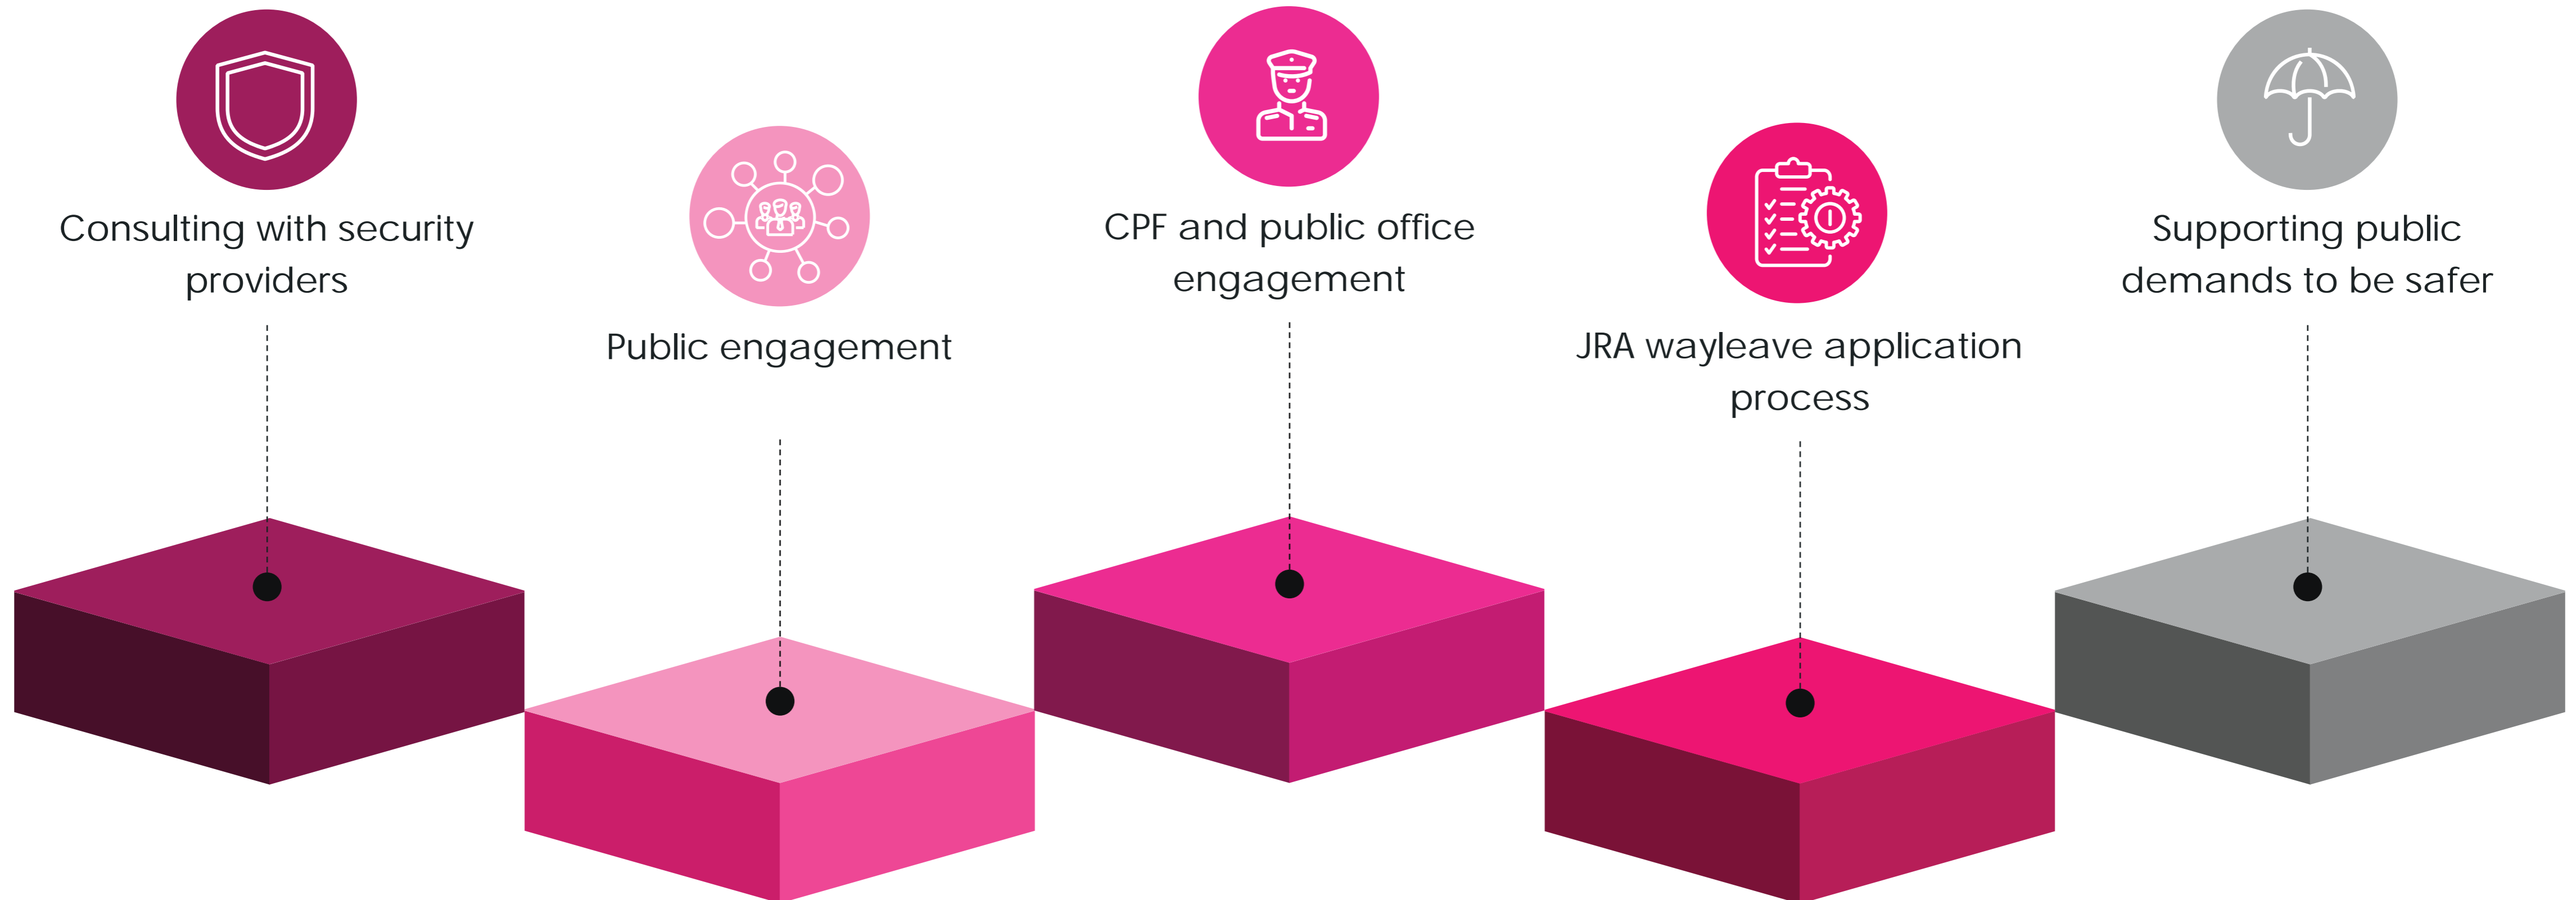 Consulting with security
providers
Public engagement
CPF and public office
engagement
JRA wayleave application
process
Supporting public
demands to be safer